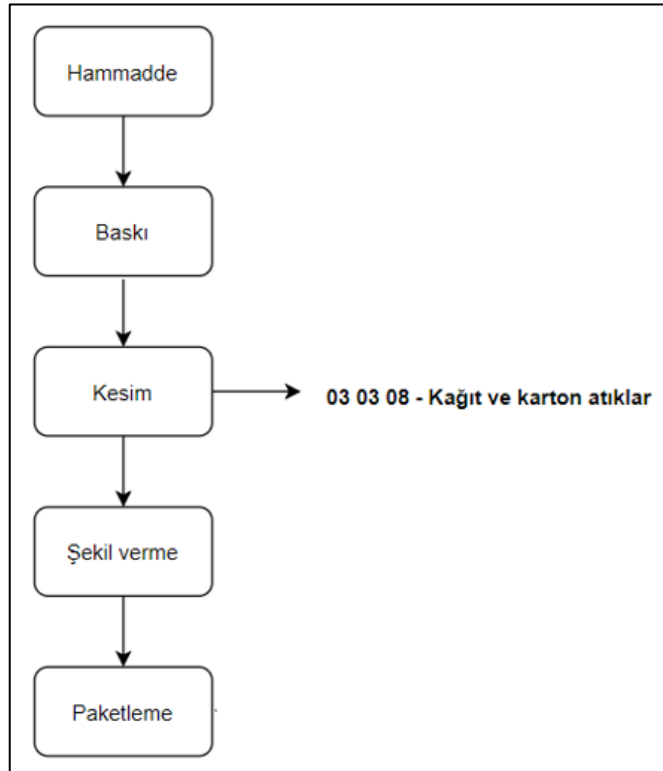 Hammadde
Baskı
Kesim
03 03 08 - Kağıt ve karton atıklar
Şekil verme
Paketleme